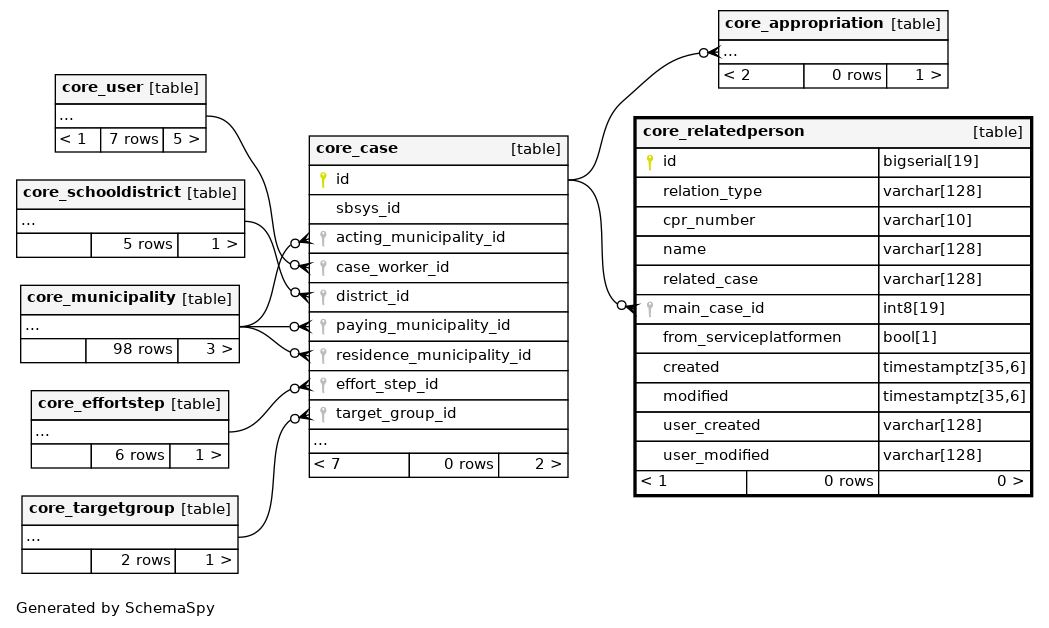 core_appropriation [table]
...
< 2 0 rows 1 >
core_user [table]
...
< 1 7 rows 5 >
core_schooldistrict [table]
...
5 rows 1 >
core_municipality [table]
...
98 rows 3 >
core_effortstep [table]
...
6 rows 1 >
core_targetgroup [table]
...
2 rows 1 >
core_case [table]
id
sbsys_id
acting_municipality_id
case_worker_id
district_id
paying_municipality_id
residence_municipality_id
effort_step_id
target_group_id
...
< 7 0 rows 2 >
core_relatedperson [table]
id bigserial[19]
relation_type varchar[128]
cpr_number varchar[10]
name varchar[128]
related_case varchar[128]
main_case_id int8[19]
from_serviceplatformen bool[1]
created timestamptz[35,6]
modified timestamptz[35,6]
user_created varchar[128]
user_modified varchar[128]
< 1 0 rows 0 >
Generated by SchemaSpy